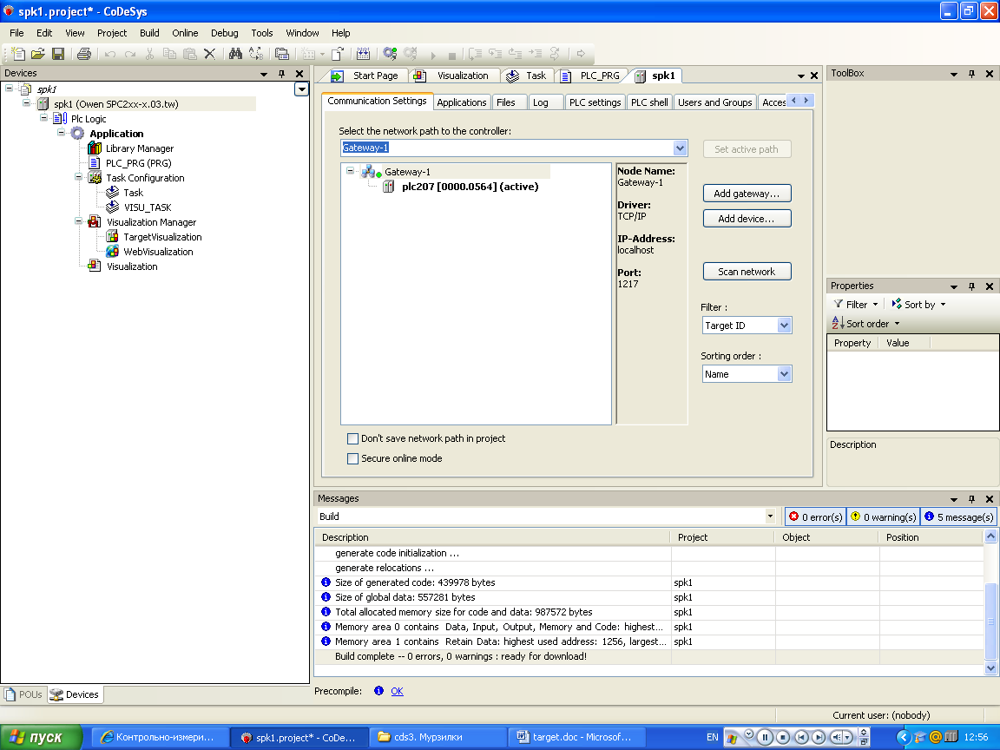 spk1.project* - CoDeSys
File Edit View Project Build Online Debug Tools Window Help
Devices
spk1
spk1 (Owen SPC2xx-x.03.tw)
Plc Logic
Application
Library Manager
PLC_PRG (PRG)
Task Configuration
Task
VISU_TASK
Visualization Manager
TargetVisualization
WebVisualization
Visualization
POUs Devices
Start Page Visualization Task PLC_PRG spk1
Communication Settings Applications Files Log PLC settings PLC shell Users and Groups Acces
Select the network path to the controller:
Gateway-1
Set active path
Gateway-1
plc207 [0000.0564] (active)
Node Name:
Gateway-1
Driver:
TCP/IP
IP-Address:
localhost
Port:
1217
Add gateway...
Add device...
Scan network
Filter :
Target ID
Sorting order :
Name
Don't save network path in project
Secure online mode
ToolBox
Properties
Filter Sort by
Sort order
Property Value
Description
Messages
Build 0 error(s) 0 warning(s) 5 message(s)
Description Project Object Position
generate code initialization ...
generate relocations ...
Size of generated code: 439978 bytes spk1
Size of global data: 557281 bytes spk1
Total allocated memory size for code and data: 987572 bytes spk1
Memory area 0 contains Data, Input, Output, Memory and Code: highest... spk1
Memory area 1 contains Retain Data: highest used address: 1256, largest... spk1
Build complete -- 0 errors, 0 warnings : ready for download!
Precompile: OK
Current user: (nobody)
пуск Контрольно-измери... spk1.project* - CoDe... cds3. Мурзилки target.doc - Microsof... EN 12:56